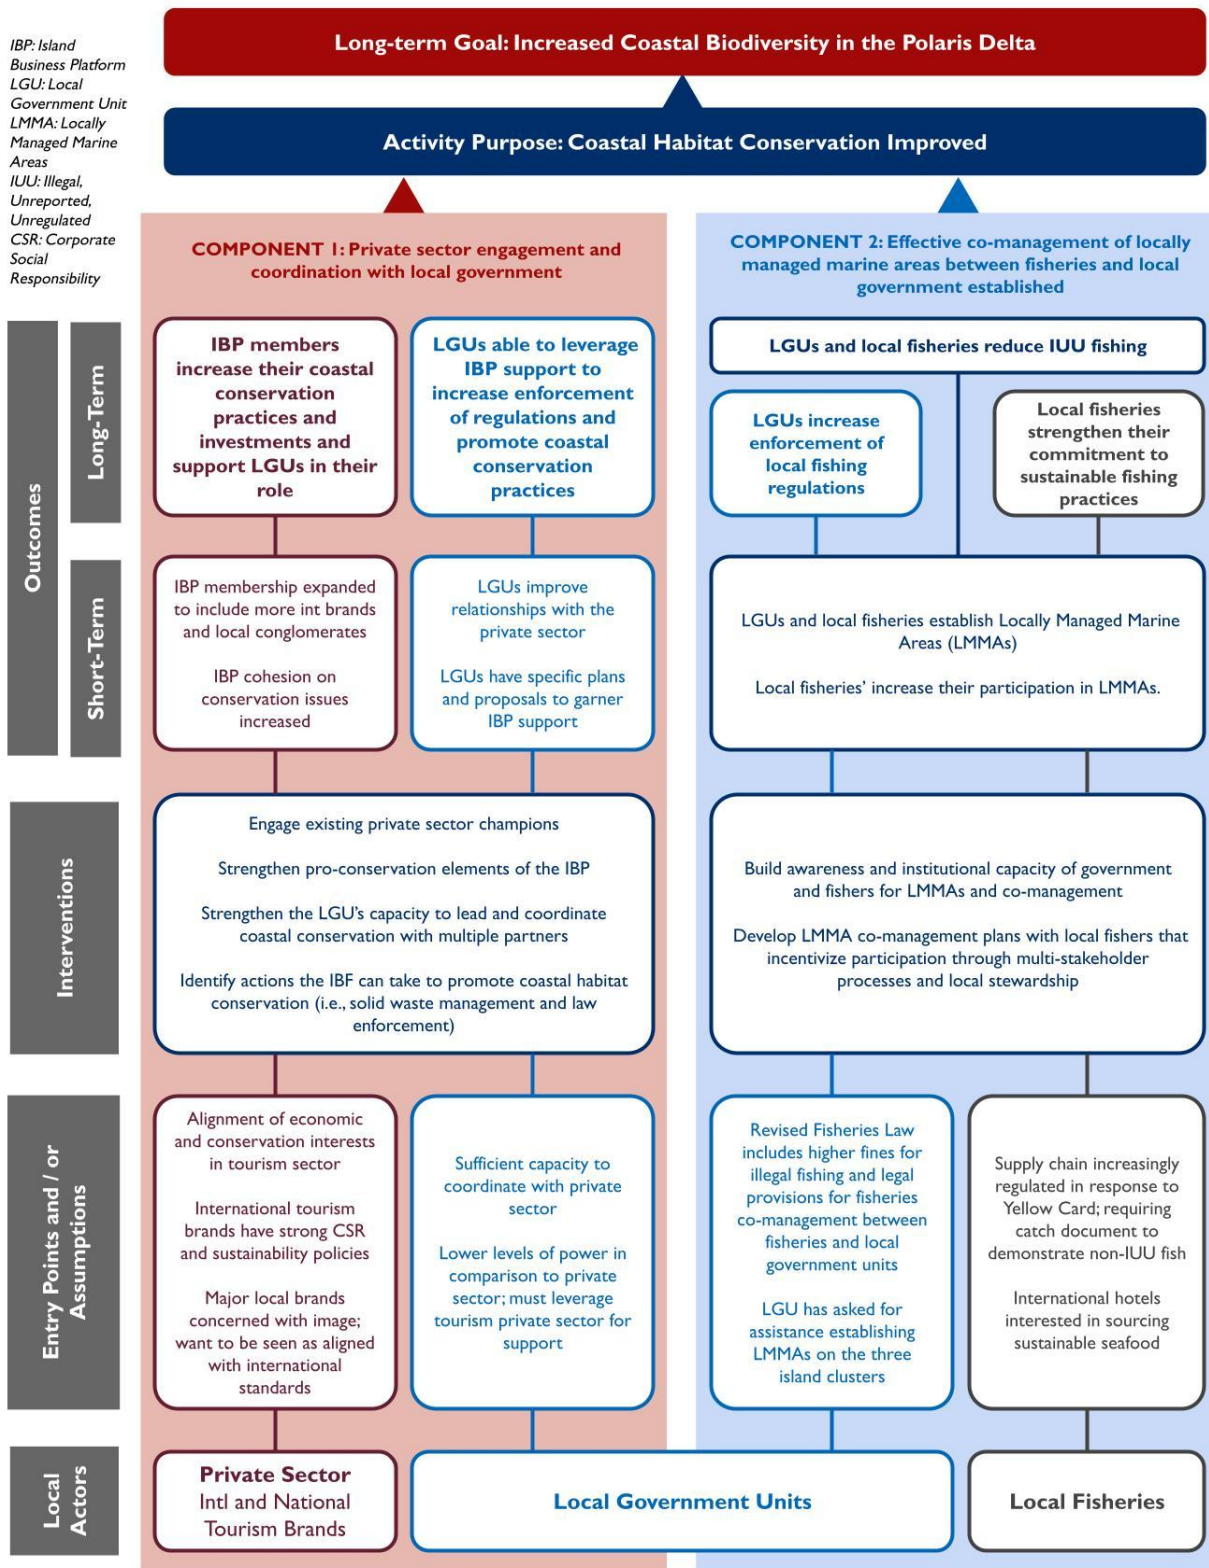 Long-term Goal: Increased Coastal Biodiversity in the Polaris Delta
IBP: Island
Business Platform
LGU: Local
Government Unit
LMMA: Locally
Managed Marine
Areas
IUU: Illegal,
Unreported,
Unregulated
CSR: Corporate
Social
Responsibility
Activity Purpose: Coastal Habitat Conservation Improved
COMPONENT 1: Private sector engagement and
coordination with local government
COMPONENT 2: Effective co-management of locally
managed marine areas between fisheries and local
government established
Outcomes
Long-Term
IBP members
increase their coastal
conservation
practices and
investments and
support LGUs in their
role
LGUs able to leverage
IBP support to
increase enforcement
of regulations and
promote coastal
conservation
practices
LGUs and local fisheries reduce IUU fishing
LGUs increase
enforcement of
local fishing
regulations
Local fisheries
strengthen their
commitment to
sustainable fishing
practices
Short-Term
IBP membership expanded
to include more int brands
and local conglomerates
IBP cohesion on
conservation issues
increased
LGUs improve
relationships with the
private sector
LGUs have specific plans
and proposals to garner
IBP support
LGUs and local fisheries establish Locally Managed Marine
Areas (LMMAs)
Local fisheries' increase their participation in LMMAs.
Interventions
Engage existing private sector champions
Strengthen pro-conservation elements of the IBP
Strengthen the LGU's capacity to lead and coordinate
coastal conservation with multiple partners
Identify actions the IBF can take to promote coastal habitat
conservation (i.e., solid waste management and law
enforcement)
Build awareness and institutional capacity of government
and fishers for LMMAs and co-management
Develop LMMA co-management plans with local fishers that
incentivize participation through multi-stakeholder
processes and local stewardship
Entry Points and / or
Assumptions
Alignment of economic
and conservation interests
in tourism sector
International tourism
brands have strong CSR
and sustainability policies
Major local brands
concerned with image;
want to be seen as aligned
with international
standards
Sufficient capacity to
coordinate with private
sector
Lower levels of power in
comparison to private
sector; must leverage
tourism private sector for
support
Revised Fisheries Law
includes higher fines for
illegal fishing and legal
provisions for fisheries
co-management between
fisheries and local
government units
LGU has asked for
assistance establishing
LMMAs on the three
island clusters
Supply chain increasingly
regulated in response to
Yellow Card; requiring
catch document to
demonstrate non-IUU fish
International hotels
interested in sourcing
sustainable seafood
Local
Actors
Private Sector
Intl and National
Tourism Brands
Local Government Units
Local Fisheries